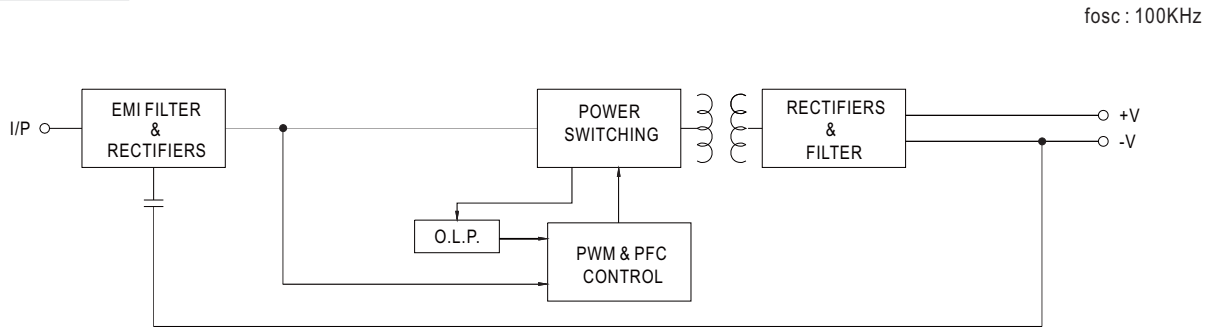 fosc : 100KHz
I/P
EMI FILTER
&
RECTIFIERS
POWER
SWITCHING
RECTIFIERS
&
FILTER
+V
-V
O.L.P.
PWM & PFC
CONTROL